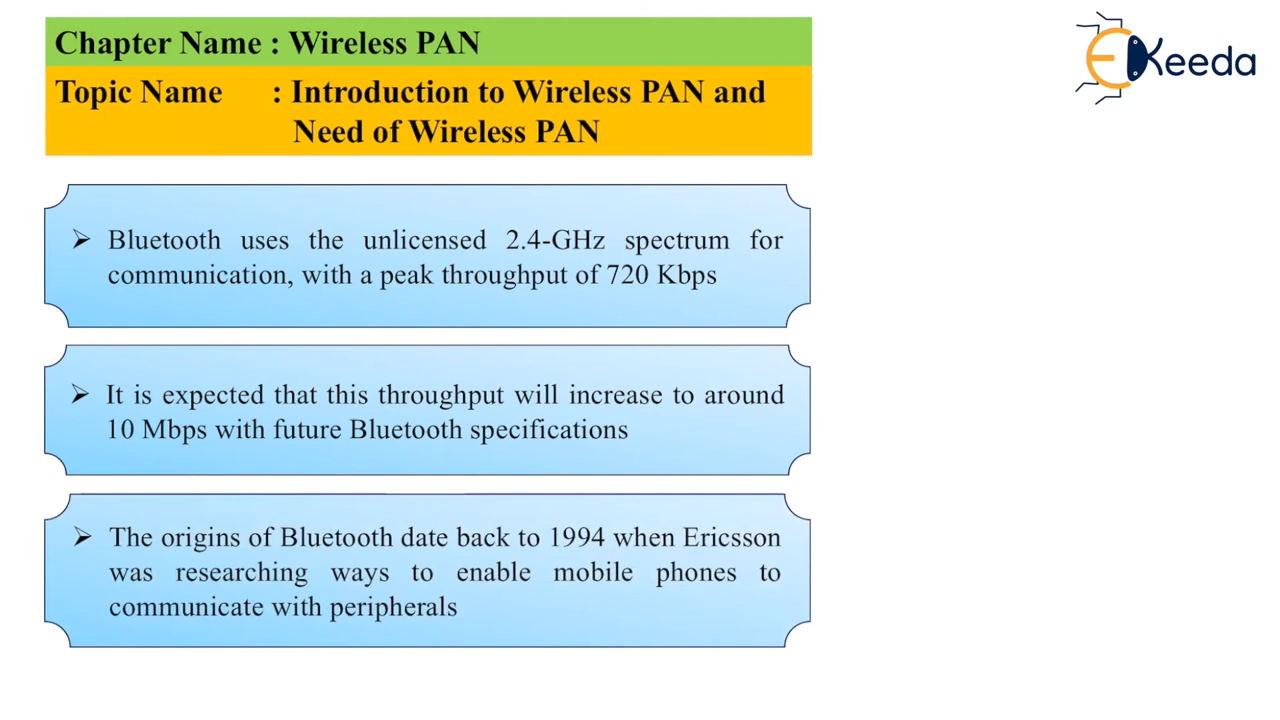 Chapter Name : Wireless PAN
Topic Name : Introduction to Wireless PAN and
Need of Wireless PAN
EKeeda
➢ Bluetooth uses the unlicensed 2.4-GHz spectrum for
communication, with a peak throughput of 720 Kbps
➢ It is expected that this throughput will increase to around
10 Mbps with future Bluetooth specifications
➢ The origins of Bluetooth date back to 1994 when Ericsson
was researching ways to enable mobile phones to
communicate with peripherals